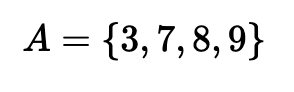 A = {3, 7, 8, 9}